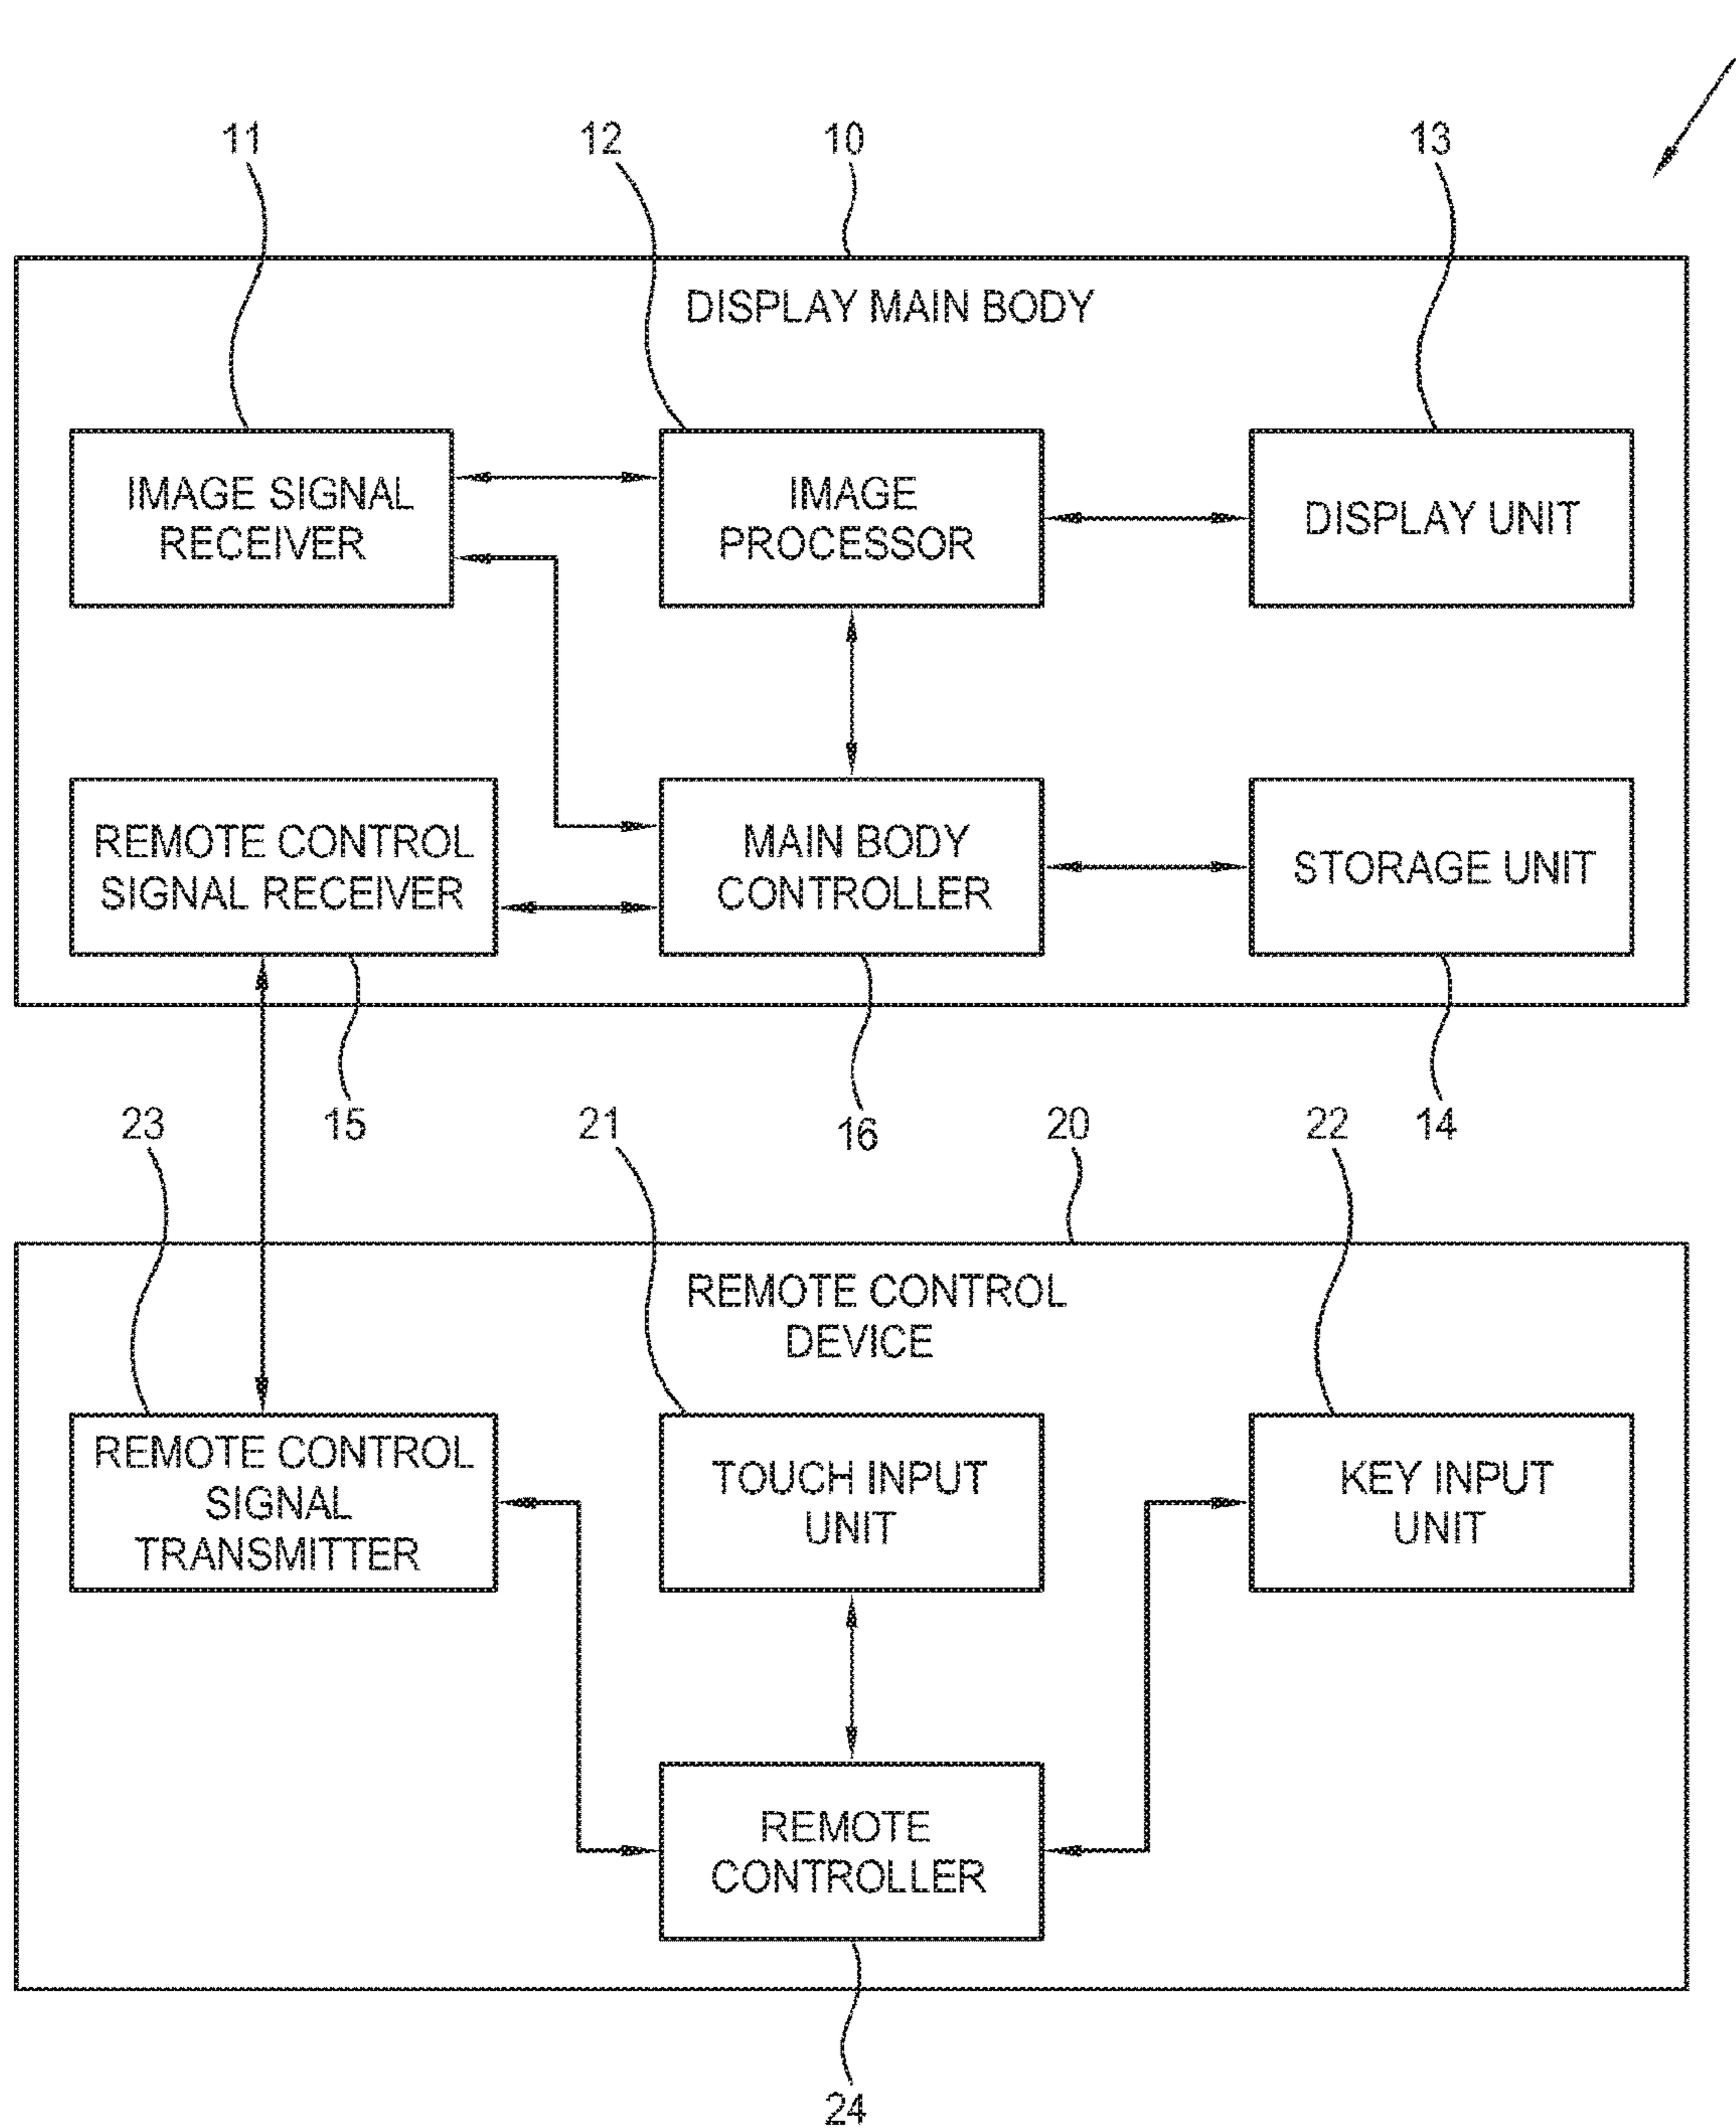 11
12
10
13
DISPLAY MAIN BODY
IMAGE SIGNAL
RECEIVER
IMAGE
PROCESSOR
DISPLAY UNIT
REMOTE CONTROL
SIGNAL RECEIVER
MAIN BODY
CONTROLLER
STORAGE UNIT
23
15
21
16
20
22
14
REMOTE CONTROL
DEVICE
REMOTE CONTROL
SIGNAL
TRANSMITTER
TOUCH INPUT
UNIT
KEY INPUT
UNIT
REMOTE
CONTROLLER
24